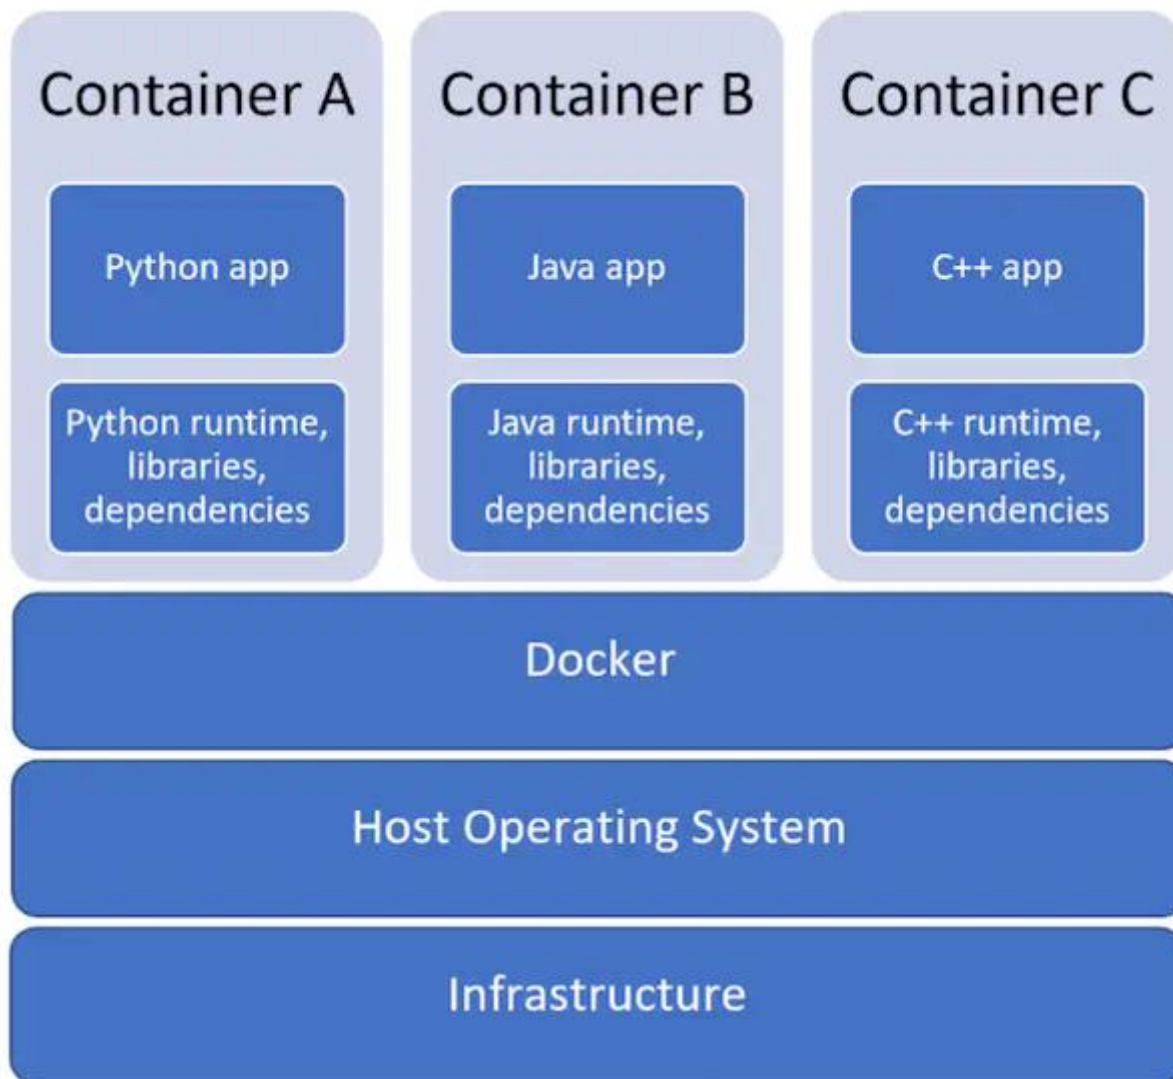 Container A
Python app
Python runtime,
libraries,
dependencies
Container B
Java app
Java runtime,
libraries,
dependencies
Container C
C++ app
C++ runtime,
libraries,
dependencies
Docker
Host Operating System
Infrastructure